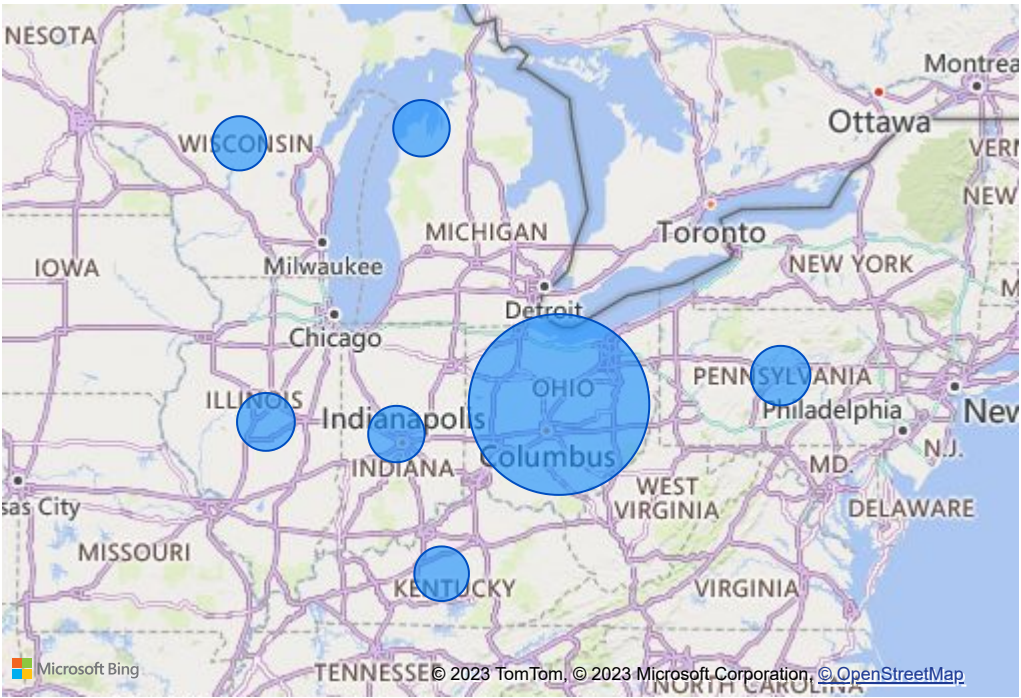 NESOTA
Montrea
Ottawa
WISCONSIN
VERN
NEW
MICHIGAN
Toronto
IOWA
Milwaukee
NEW YORK
M
Detroit
Chicago
OHIO
PENNSYLVANIA
ILLINOIS
Philadelphia
New
Indianapolis
Columbus
N.J.
INDIANA
MD.
sas City
WEST
VIRGINIA
DELAWARE
MISSOURI
KENTUCKY
VIRGINIA
Microsoft Bing
TENNESSEE
© 2023 TomTom, © 2023 Microsoft Corporation, © OpenStreetMap
NORTH CAROLINA